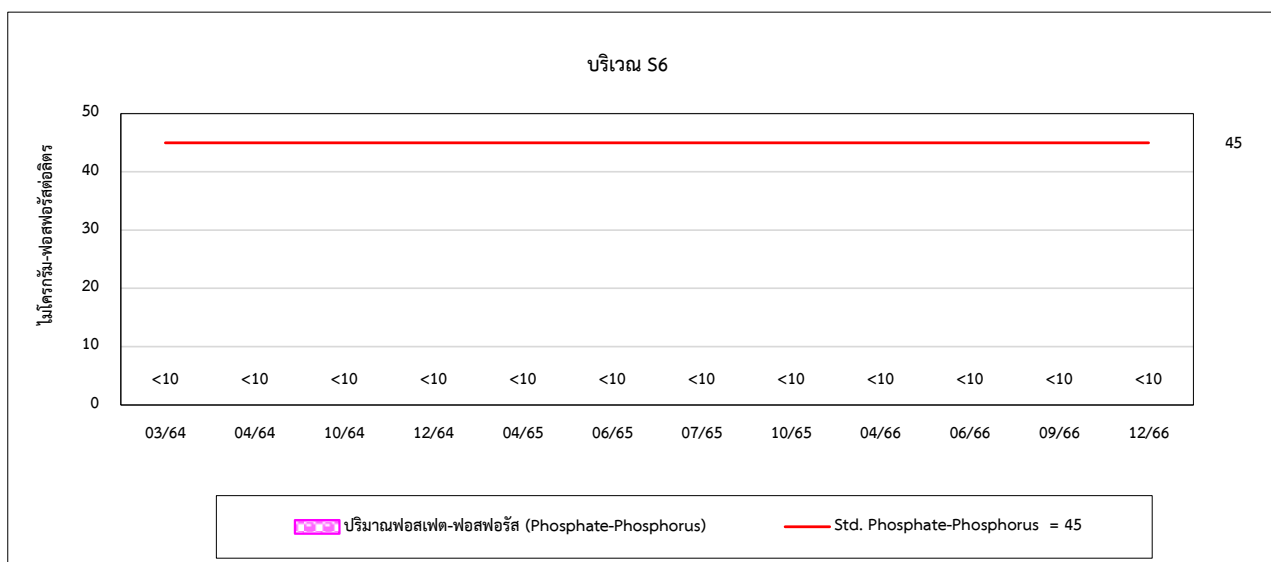 บริเวณ S6
ไมโครกรัม-ฟอสฟอรัสต่อลิตร
50
40
30
20
10
0
45
<10 <10 <10 <10 <10 <10 <10 <10 <10 <10 <10 <10
03/64 04/64 10/64 12/64 04/65 06/65 07/65 10/65 04/66 06/66 09/66 12/66
ปริมาณฟอสเฟต-ฟอสฟอรัส (Phosphate-Phosphorus) Std. Phosphate-Phosphorus = 45